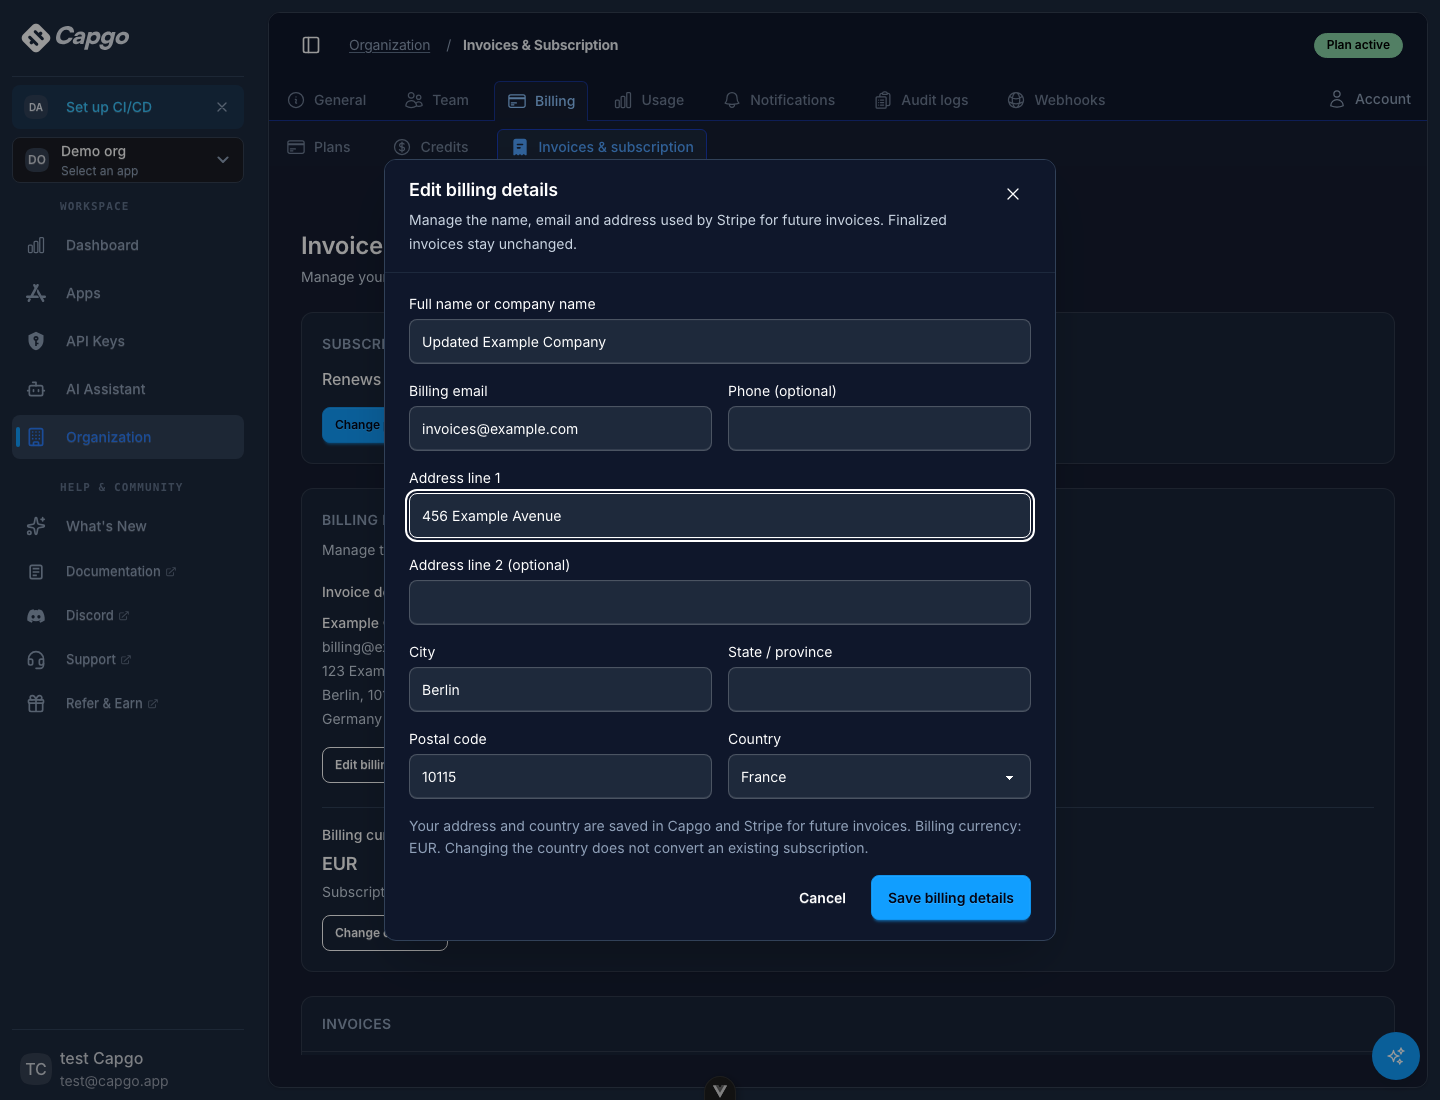 Capgo
Organization / Invoices & Subscription
Plan active
DA Set up CI/CD
DO Demo org
Select an app
General Team Billing Usage Notifications Audit logs Webhooks Account
Plans Credits Invoices & subscription
WORKSPACE
Dashboard
Apps
API Keys
AI Assistant
Organization
HELP & COMMUNITY
What's New
Documentation
Discord
Support
Refer & Earn
TC test Capgo
test@capgo.app
Invoice
Manage your
SUBSCRI
Renews
Change
BILLING
Manage t
Invoice de
Example
billing@ex
123 Exam
Berlin, 101
Germany
Edit billin
Billing cur
EUR
Subscript
Change
INVOICES
Edit billing details
Manage the name, email and address used by Stripe for future invoices. Finalized
invoices stay unchanged.
Full name or company name
Updated Example Company
Billing email Phone (optional)
invoices@example.com
Address line 1
456 Example Avenue
Address line 2 (optional)
City State / province
Berlin
Postal code Country
10115 France
Your address and country are saved in Capgo and Stripe for future invoices. Billing currency:
EUR. Changing the country does not convert an existing subscription.
Cancel Save billing details